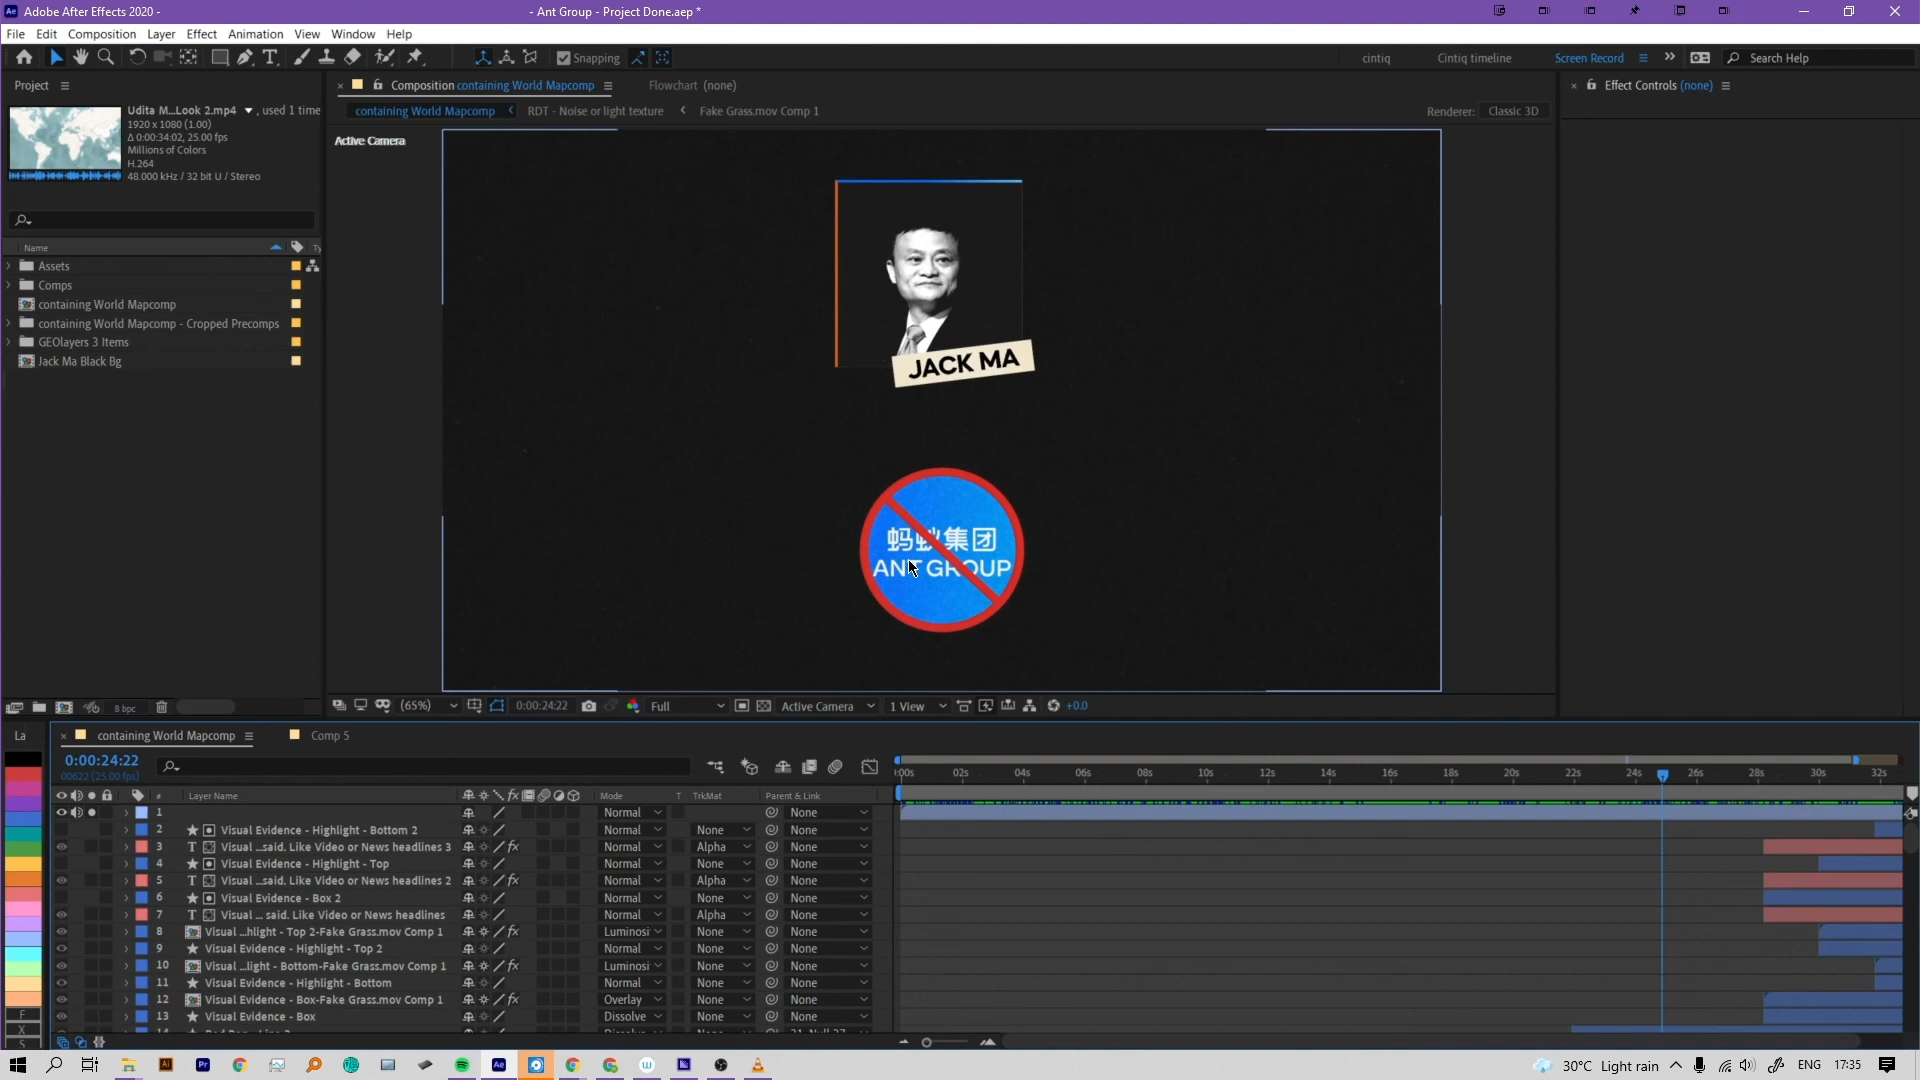 Adobe After Effects 2020 - - Ant Group - Project Done.aep *
File Edit Composition Layer Effect Animation View Window Help
Snapping cintiq Cintiq timeline Screen Record Search Help
Project
Composition containing World Mapcomp Flowchart (none)
Effect Controls (none)
containing World Mapcomp RDT - Noise or light texture Fake Grass.mov Comp 1
Renderer: Classic 3D
Udita M...Look 2.mp4 , used 1 time
1920 x 1080 (1.00)
Δ 0:00:34:02, 25.00 fps
Millions of Colors
H.264
48.000 kHz / 32 bit U / Stereo
Active Camera
Name Ty
Assets
Comps
containing World Mapcomp
containing World Mapcomp - Cropped Precomps
GEOlayers 3 Items
Jack Ma Black Bg
JACK MA
蚂蚁集团
ANT GROUP
8 bpc
(65%) 0:00:24:22 Full Active Camera 1 View +0.0
La containing World Mapcomp Comp 5
0:00:24:22
00622 (25.00 fps)
:00s 02s 04s 06s 08s 10s 12s 14s 16s 18s 20s 22s 24s 26s 28s 30s 32s
# Layer Name Mode T TrkMat Parent & Link
1 Normal None
2 Visual Evidence - Highlight - Bottom 2 Normal None None
3 Visual ...said. Like Video or News headlines 3 Normal Alpha None
4 Visual Evidence - Highlight - Top Normal None None
5 Visual ...said. Like Video or News headlines 2 Normal Alpha None
6 Visual Evidence - Box 2 Normal None None
7 Visual ... said. Like Video or News headlines Normal Alpha None
8 Visual ...hlight - Top 2-Fake Grass.mov Comp 1 Luminosi None None
9 Visual Evidence - Highlight - Top 2 Normal None None
10 Visual ...light - Bottom-Fake Grass.mov Comp 1 Luminosi None None
11 Visual Evidence - Highlight - Bottom Normal None None
12 Visual Evidence - Box-Fake Grass.mov Comp 1 Overlay None None
13 Visual Evidence - Box Dissolve None None
F
X
S
30°C Light rain ENG 17:35